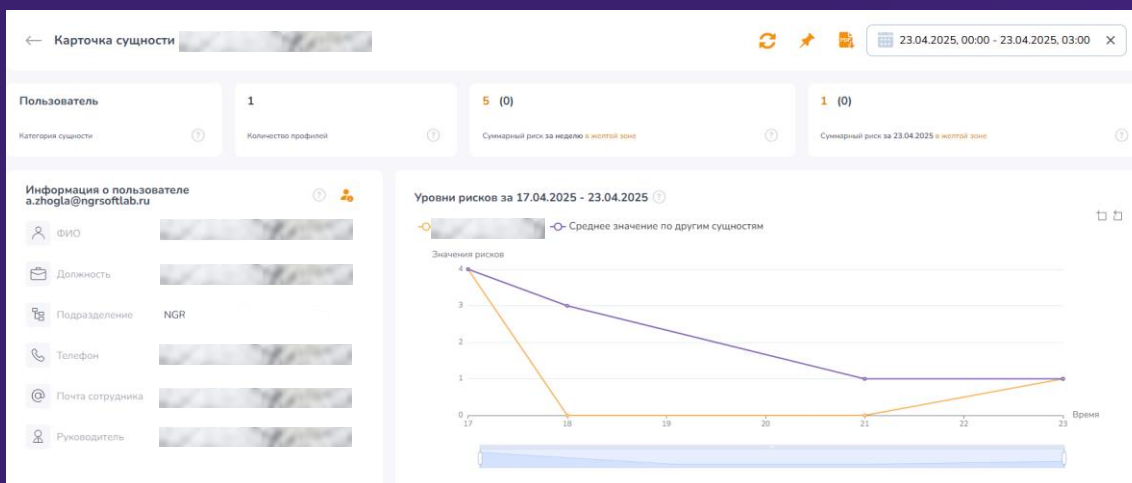 Карточка сущности
23.04.2025, 00:00 - 23.04.2025, 03:00
Пользователь
Категория сущности
1
Количество профилей
5 (0)
Суммарный риск за неделю в желтой зоне
1 (0)
Суммарный риск за 23.04.2025 в желтой зоне
Информация о пользователе
a.zhogla@ngrsoftlab.ru
ФИО
Должность
Подразделение NGR
Телефон
Почта сотрудника
Руководитель
Уровни рисков за 17.04.2025 - 23.04.2025
Среднее значение по другим сущностям
Значения рисков
4
3
2
1
0
17 18 19 20 21 22 23
Время